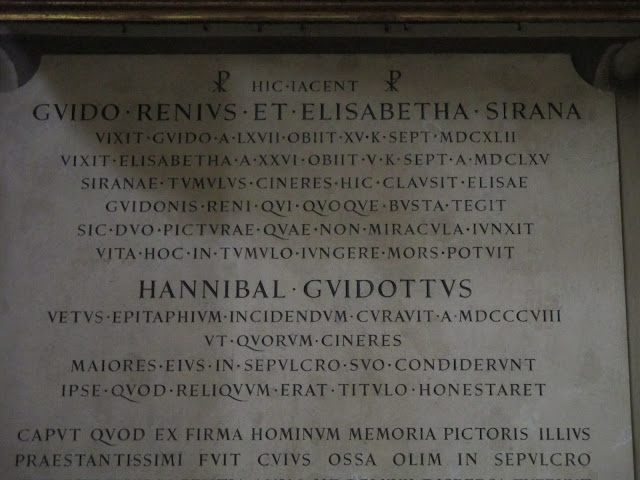 ☧ HIC·IACENT ☧
GVIDO·RENIVS·ET·ELISABETHA·SIRANA
VIXIT·GVIDO·A·LXVII·OBIIT·XV·K·SEPT·MDCXLII
VIXIT·ELISABETHA·A·XXVI·OBIIT·V·K·SEPT·A·MDCLXV
SIRANAE·TVMVLVS·CINERES·HIC·CLAVSIT·ELISAE
GVIDONIS·RENI·QVI·QVOQVE·BVSTA·TEGIT
SIC·DVO·PICTVRAE·QVAE·NON·MIRACVLA·IVNXIT
VITA·HOC·IN·TVMVLO·IVNGERE·MORS·POTVIT
HANNIBAL·GVIDOTTVS
VETVS·EPITAPHIVM·INCIDENDVM·CVRAVIT·A·MDCCCVIII
VT·QVORVM·CINERES
MAIORES·EIVS·IN·SEPVLCRO·SVO·CONDIDERVNT
IPSE·QVOD·RELIQVVM·ERAT·TITVLO·HONESTARET
CAPVT QVOD EX FIRMA HOMINVM MEMORIA PICTORIS ILLIVS
PRAESTANTISSIMI FVIT CVIVS OSSA OLIM IN SEPVLCRO